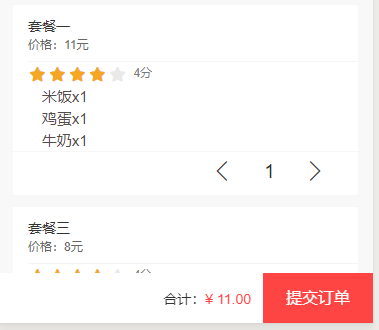 套餐一
价格：11元
4分
米饭x1
鸡蛋x1
牛奶x1
1
套餐三
价格：8元
4分
合计：¥ 11.00
提交订单